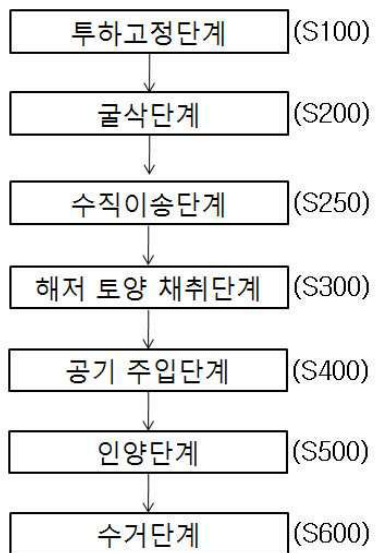 투하고정단계 (S100)
굴삭단계 (S200)
수직이송단계 (S250)
해저 토양 채취단계 (S300)
공기 주입단계 (S400)
인양단계 (S500)
수거단계 (S600)